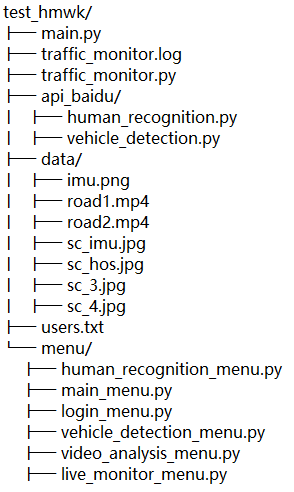 test_hmwk/
├── main.py
├── traffic_monitor.log
├── traffic_monitor.py
├── api_baidu/
│   ├── human_recognition.py
│   ├── vehicle_detection.py
├── data/
│   ├── imu.png
│   ├── road1.mp4
│   ├── road2.mp4
│   ├── sc_imu.jpg
│   ├── sc_hos.jpg
│   ├── sc_3.jpg
│   ├── sc_4.jpg
├── users.txt
└── menu/
    ├── human_recognition_menu.py
    ├── main_menu.py
    ├── login_menu.py
    ├── vehicle_detection_menu.py
    ├── video_analysis_menu.py
    ├── live_monitor_menu.py